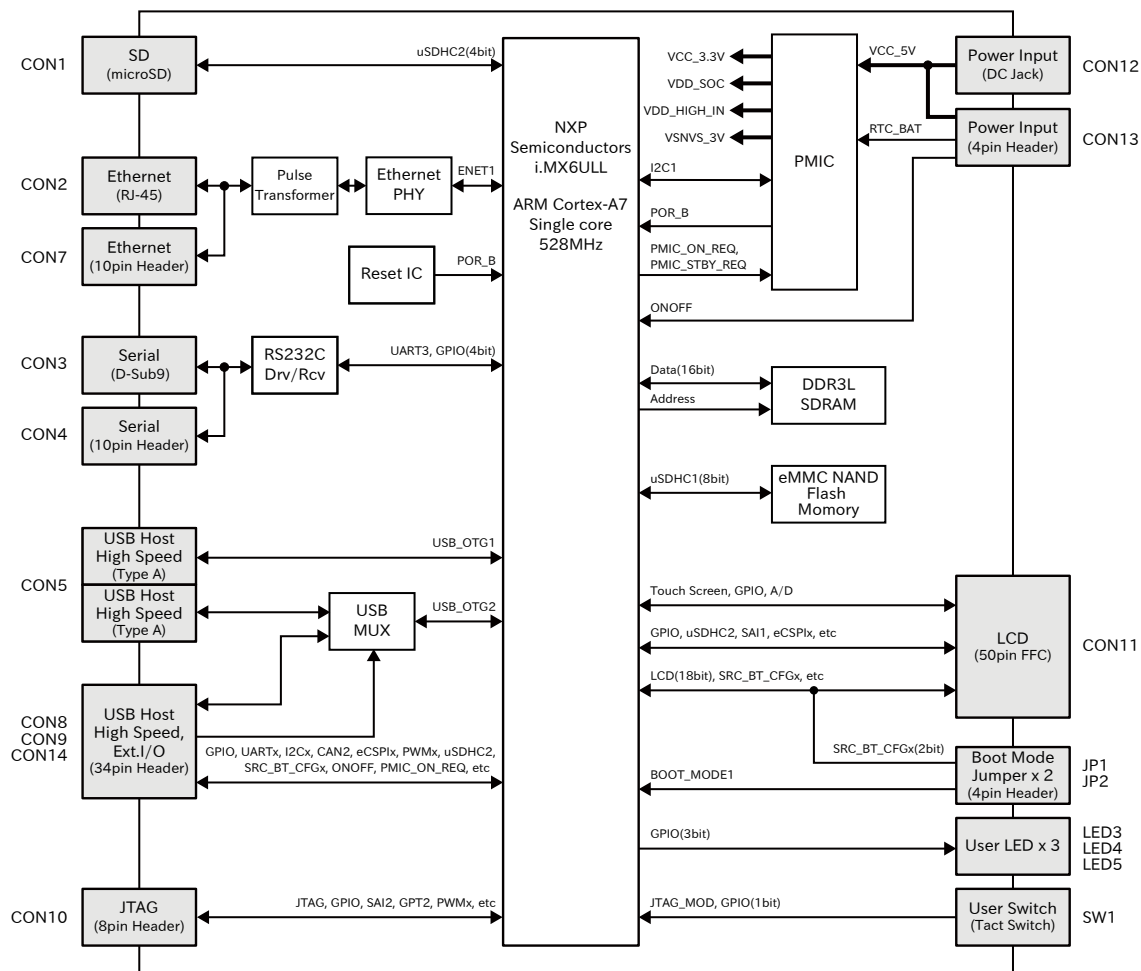 CON1
SD
(microSD)
uSDHC2(4bit)
CON2
Ethernet
(RJ-45)
Pulse
Transformer
Ethernet
PHY
ENET1
CON7
Ethernet
(10pin Header)
Reset IC
POR_B
CON3
Serial
(D-Sub9)
RS232C
Drv/Rcv
UART3, GPIO(4bit)
CON4
Serial
(10pin Header)
CON5
USB Host
High Speed
(Type A)
USB_OTG1
USB Host
High Speed
(Type A)
USB
MUX
USB_OTG2
CON8
CON9
CON14
USB Host
High Speed,
Ext.I/O
(34pin Header)
GPIO, UARTx, I2Cx, CAN2, eCSPIx, PWMx, uSDHC2,
SRC_BT_CFGx, ONOFF, PMIC_ON_REQ, etc
CON10
JTAG
(8pin Header)
JTAG, GPIO, SAI2, GPT2, PWMx, etc
NXP
Semiconductors
i.MX6ULL
ARM Cortex-A7
Single core
528MHz
VCC_3.3V
VDD_SOC
VDD_HIGH_IN
VSNVS_3V
I2C1
POR_B
PMIC_ON_REQ,
PMIC_STBY_REQ
ONOFF
PMIC
VCC_5V
RTC_BAT
Power Input
(DC Jack)
CON12
Power Input
(4pin Header)
CON13
Data(16bit)
Address
DDR3L
SDRAM
uSDHC1(8bit)
eMMC NAND
Flash
Momory
Touch Screen, GPIO, A/D
GPIO, uSDHC2, SAI1, eCSPIx, etc
LCD(18bit), SRC_BT_CFGx, etc
LCD
(50pin FFC)
CON11
SRC_BT_CFGx(2bit)
BOOT_MODE1
Boot Mode
Jumper x 2
(4pin Header)
JP1
JP2
GPIO(3bit)
User LED x 3
LED3
LED4
LED5
JTAG_MOD, GPIO(1bit)
User Switch
(Tact Switch)
SW1